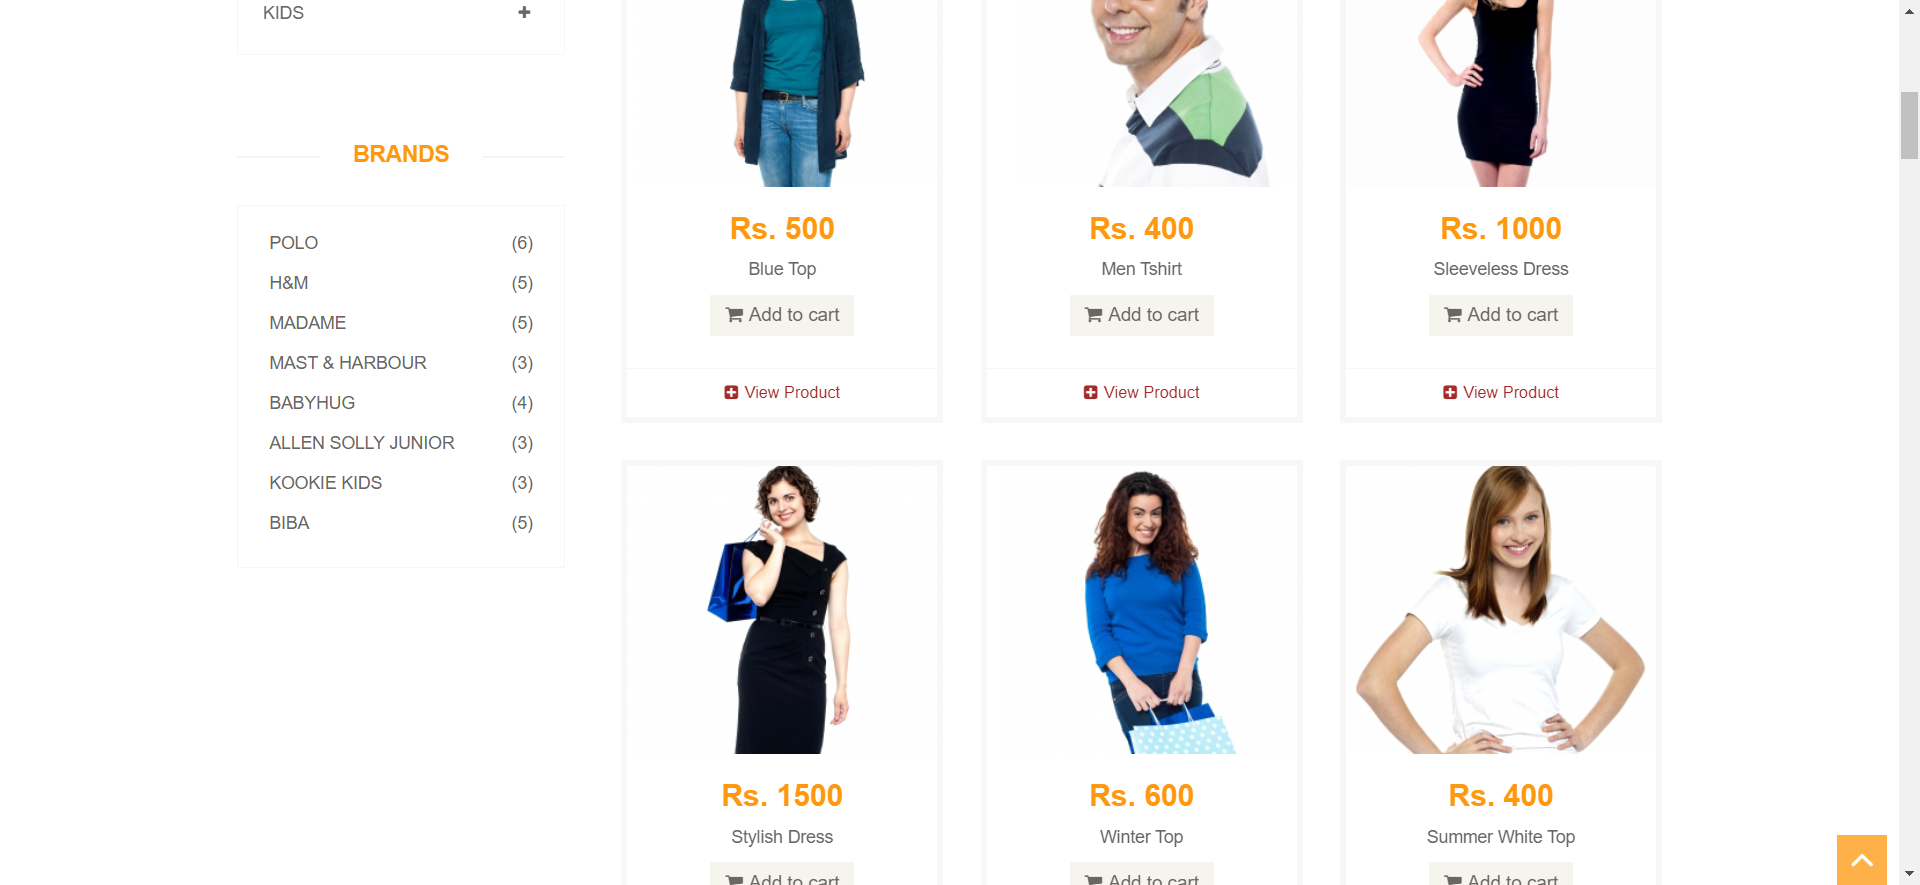 KIDS
BRANDS
POLO (6)
H&M (5)
MADAME (5)
MAST & HARBOUR (3)
BABYHUG (4)
ALLEN SOLLY JUNIOR (3)
KOOKIE KIDS (3)
BIBA (5)
Rs. 500
Blue Top
Add to cart
View Product
Rs. 400
Men Tshirt
Add to cart
View Product
Rs. 1000
Sleeveless Dress
Add to cart
View Product
Rs. 1500
Stylish Dress
Add to cart
Rs. 600
Winter Top
Add to cart
Rs. 400
Summer White Top
Add to cart